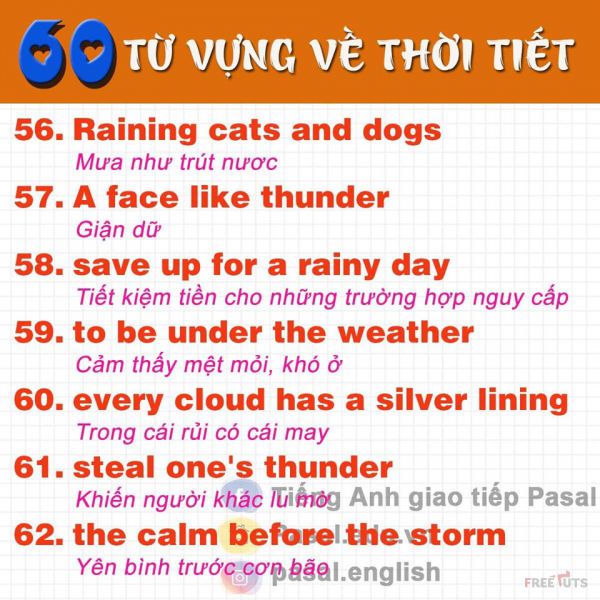 60 TỪ VỰNG VỀ THỜI TIẾT
56. Raining cats and dogs
Mưa như trút nươc
57. A face like thunder
Giận dữ
58. save up for a rainy day
Tiết kiệm tiền cho những trường hợp nguy cấp
59. to be under the weather
Cảm thấy mệt mỏi, khó ở
60. every cloud has a silver lining
Trong cái rủi có cái may
61. steal one's thunder
Tiếng Anh giao tiếp Pasal
Khiến người khác lu mờ
Pasal.edu.vn
62. the calm before the storm
Yên bình trước cơn bão
pasal.english
FREETUTS